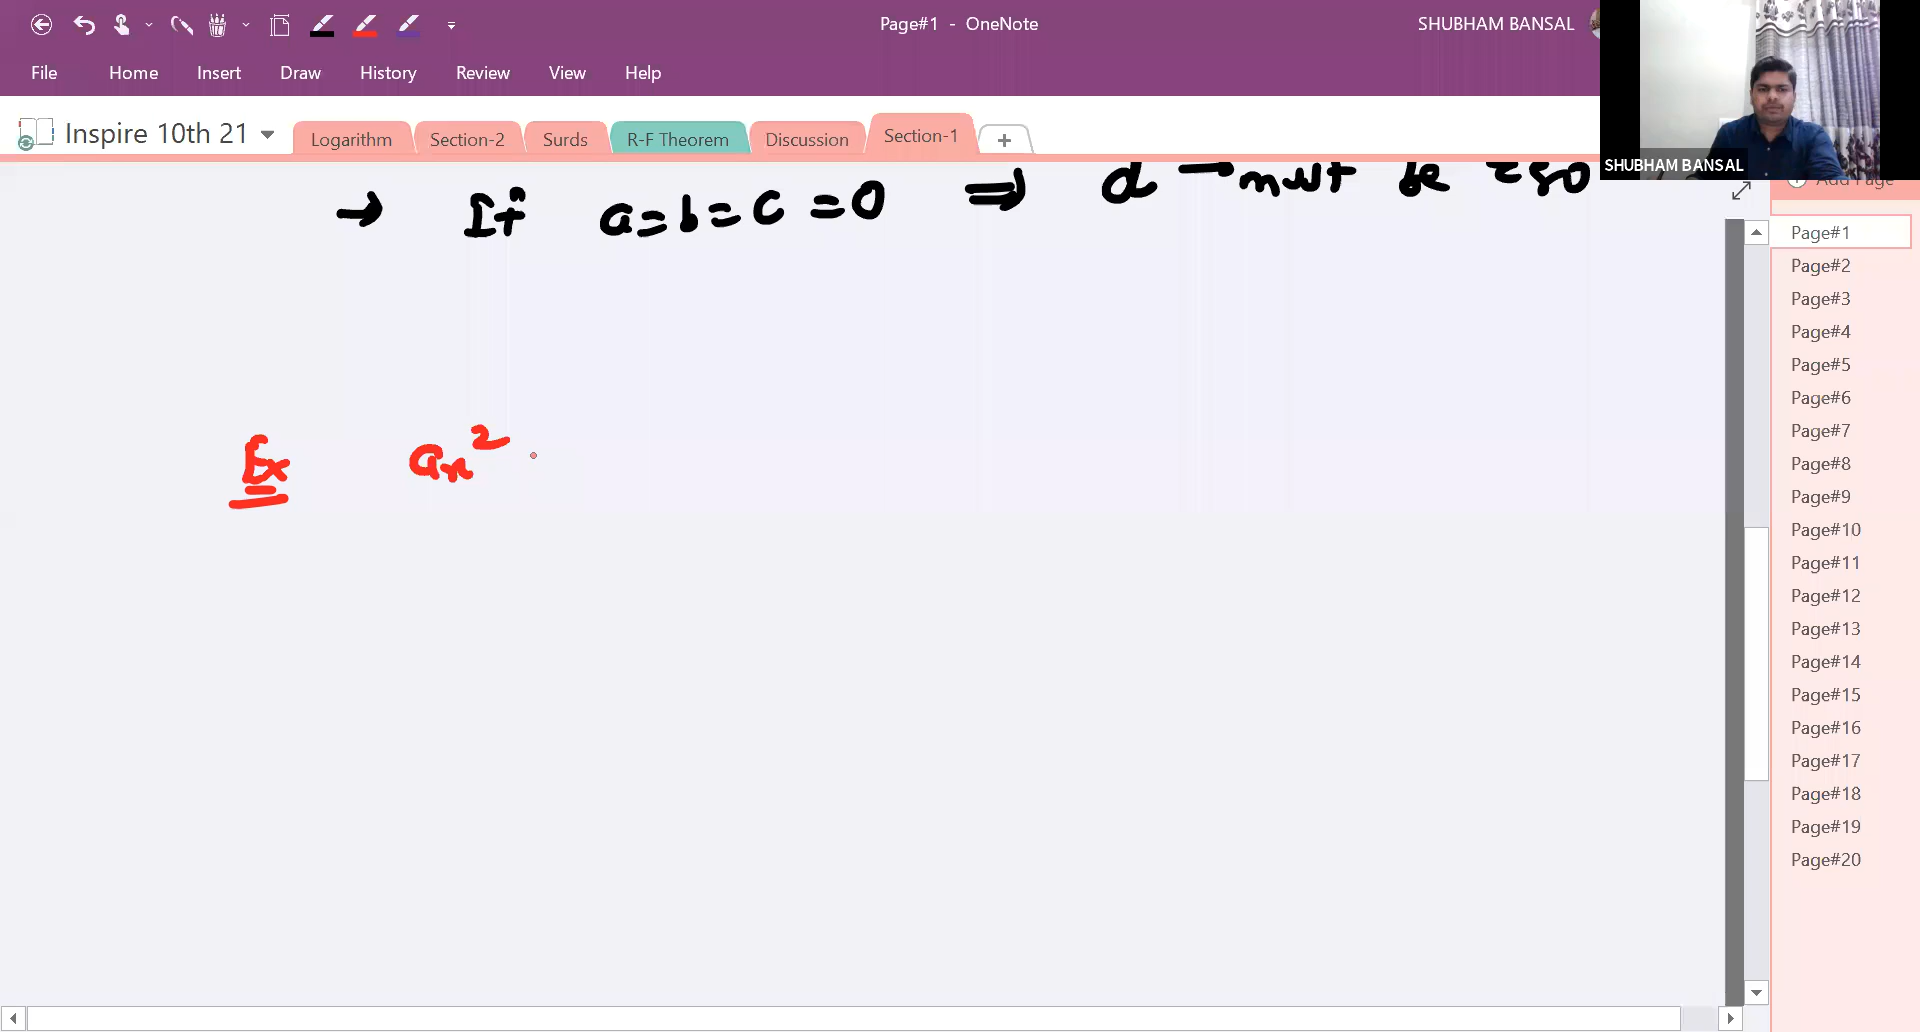 Page#1 - OneNote
SHUBHAM BANSAL
File Home Insert Draw History Review View Help
SHUBHAM BANSAL
Inspire 10th 21
Logarithm Section-2 Surds R-F Theorem Discussion Section-1 +
Add Page
→ If a=b=c=0 ⇒ d → must be zero
Ex ax²
Page#1
Page#2
Page#3
Page#4
Page#5
Page#6
Page#7
Page#8
Page#9
Page#10
Page#11
Page#12
Page#13
Page#14
Page#15
Page#16
Page#17
Page#18
Page#19
Page#20